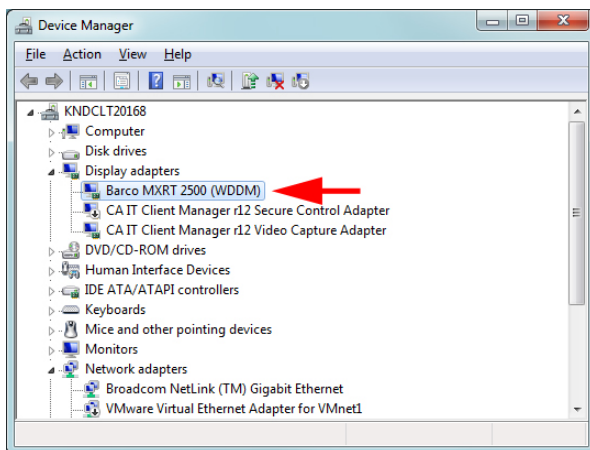 Device Manager
File Action View Help
KNDCLT20168
Computer
Disk drives
Display adapters
Barco MXRT 2500 (WDDM)
CA IT Client Manager r12 Secure Control Adapter
CA IT Client Manager r12 Video Capture Adapter
DVD/CD-ROM drives
Human Interface Devices
IDE ATA/ATAPI controllers
Keyboards
Mice and other pointing devices
Monitors
Network adapters
Broadcom NetLink (TM) Gigabit Ethernet
VMware Virtual Ethernet Adapter for VMnet1